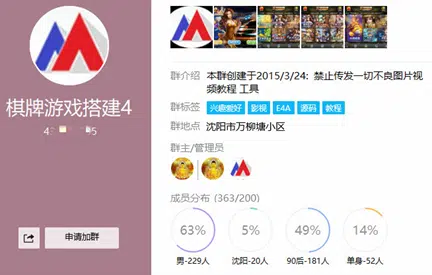 棋牌游戏搭建4
申请加群
群介绍 本群创建于2015/3/24: 禁止传发一切不良图片视
频教程 工具
群标签 兴趣爱好 影视 E4A 源码 教程
群地点 沈阳市万柳塘小区
群主/管理员
成员分布 (363/200)
63% 5% 49% 14%
男-229人 沈阳-20人 90后-181人 单身-52人